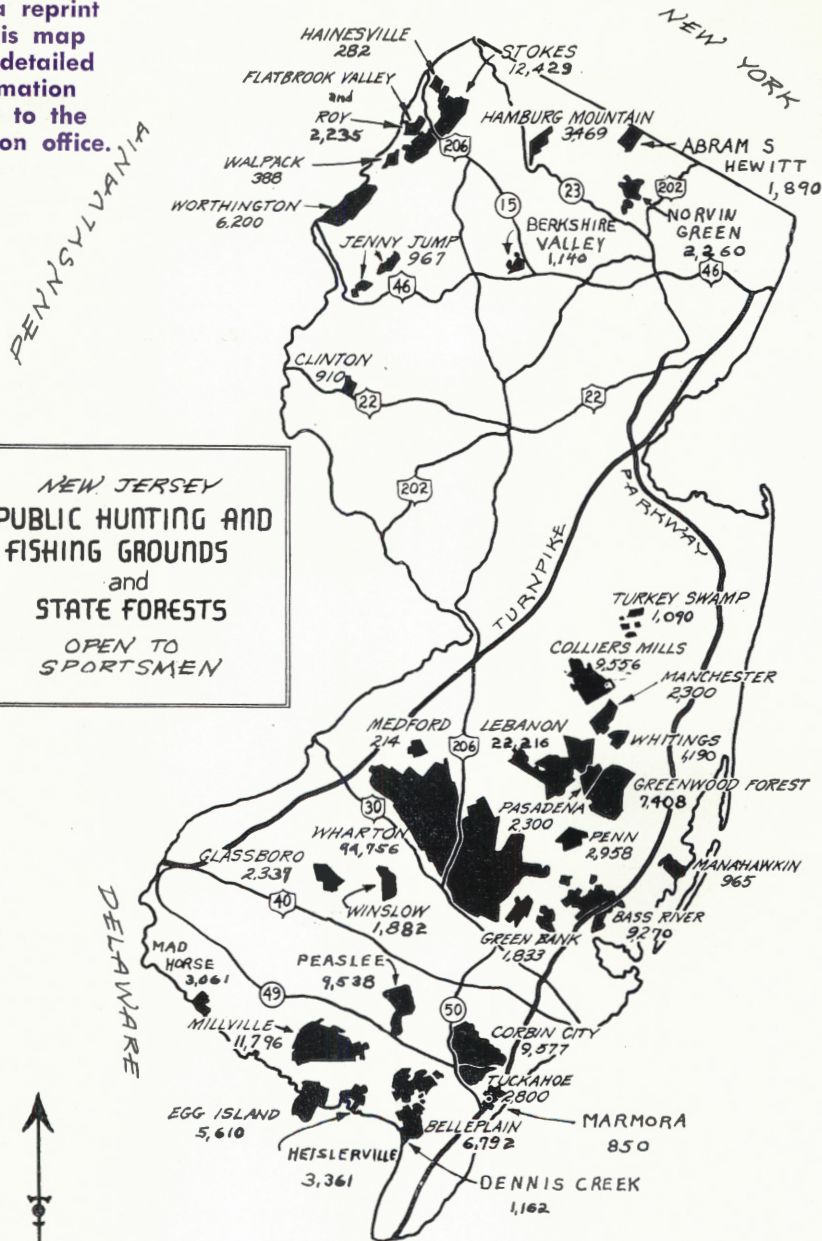 a reprint
is map
detailed
mation
to the
on office.
NEW YORK
PENNSYLVANIA
HAINESVILLE
282
STOKES
12,429
FLATBROOK VALLEY
and
ROY
2,235
HAMBURG MOUNTAIN
3469
ABRAM S
HEWITT
1,890
206
WALPACK
388
15
23
202
WORTHINGTON
6,200
NORVIN
GREEN
2,260
BERKSHIRE
VALLEY
1,140
JENNY JUMP
967
46
46
CLINTON
910
22
22
202
NEW JERSEY
PUBLIC HUNTING AND
FISHING GROUNDS
and
STATE FORESTS
OPEN TO
SPORTSMEN
TURNPIKE
PARKWAY
TURKEY SWAMP
1,090
COLLIERS MILLS
9,556
MANCHESTER
2,300
MEDFORD
214
206
LEBANON
22,216
WHITINGS
1,190
GREENWOOD FOREST
7,408
30
PASADENA
2,300
WHARTON
94,756
PENN
2,958
GLASSBORO
2,339
MANAHAWKIN
965
40
WINSLOW
1,882
BASS RIVER
9270
GREEN BANK
1,833
DELAWARE
MAD
HORSE
3,061
PEASLEE
9,538
49
50
MILLVILLE
11,796
CORBIN CITY
9,577
TUCKAHOE
2,800
EGG ISLAND
5,610
BELLEPLAIN
6,792
MARMORA
850
HEISLERVILLE
3,361
DENNIS CREEK
1,162